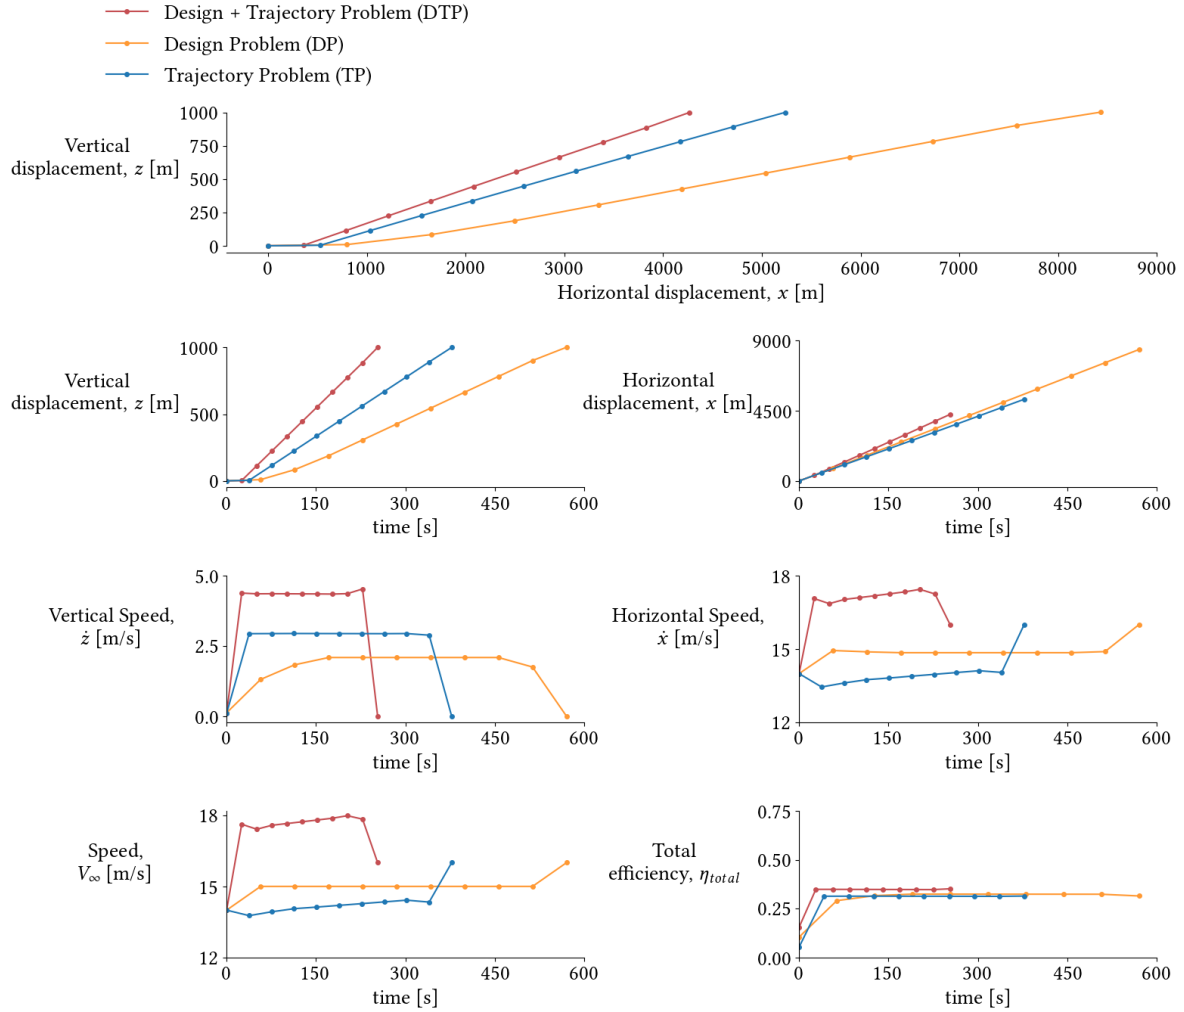 Design + Trajectory Problem (DTP)
Design Problem (DP)
Trajectory Problem (TP)
Vertical
displacement, z [m]
1000
750
500
250
0
0 1000 2000 3000 4000 5000 6000 7000 8000 9000
Horizontal displacement, x [m]
Vertical
displacement, z [m]
1000
500
0
0 150 300 450 600
time [s]
Horizontal
displacement, x [m]
9000
4500
0
0 150 300 450 600
time [s]
Vertical Speed,
ż [m/s]
5.0
2.5
0.0
0 150 300 450 600
time [s]
Horizontal Speed,
ẋ [m/s]
18
15
12
0 150 300 450 600
time [s]
Speed,
V∞ [m/s]
18
15
12
0 150 300 450 600
time [s]
Total
efficiency, η_total
0.75
0.50
0.25
0.00
0 150 300 450 600
time [s]